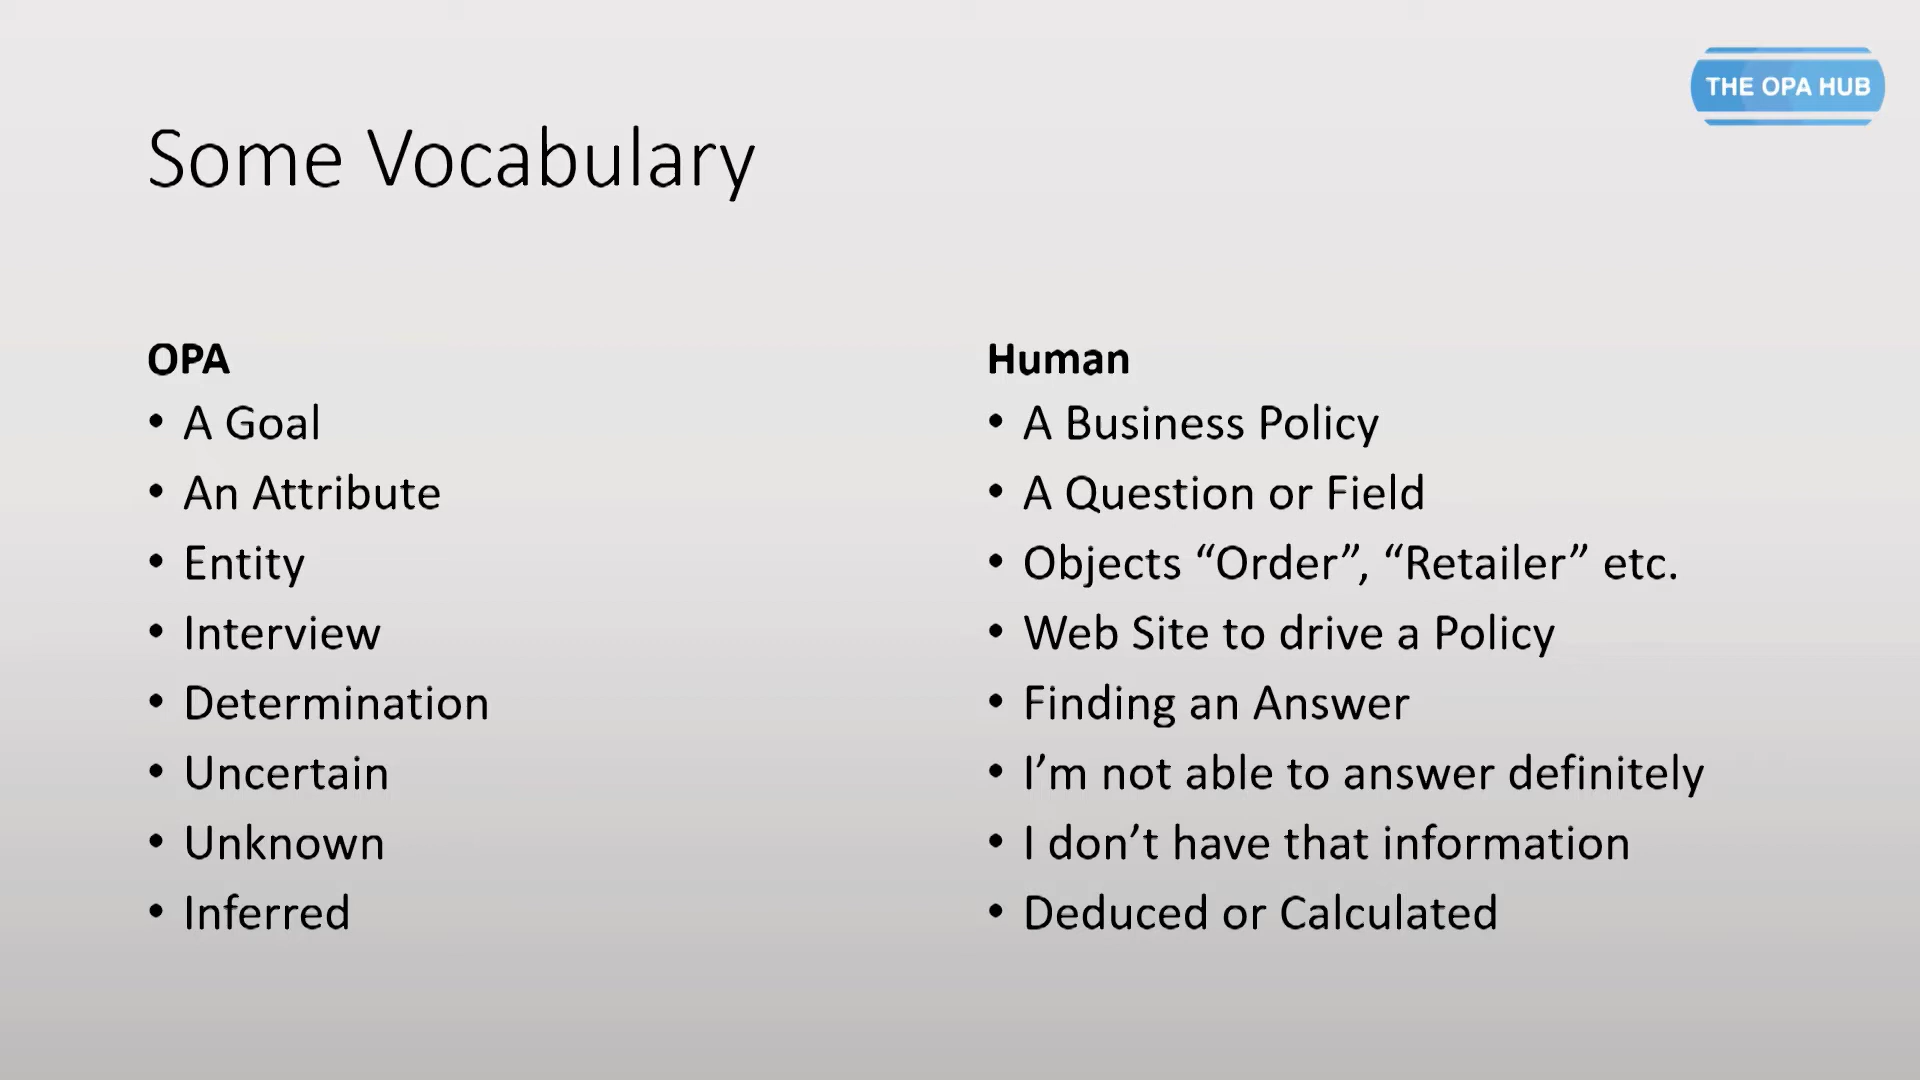 THE OPA HUB
Some Vocabulary
OPA
• A Goal
• An Attribute
• Entity
• Interview
• Determination
• Uncertain
• Unknown
• Inferred
Human
• A Business Policy
• A Question or Field
• Objects “Order”, “Retailer” etc.
• Web Site to drive a Policy
• Finding an Answer
• I’m not able to answer definitely
• I don’t have that information
• Deduced or Calculated